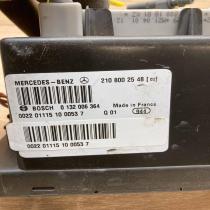 MERCEDES-BENZ 210 800 25 48
BOSCH 0 132 006 364 Made in France
0022 01115 10 0053 7 Q 01 944
0022 01115 10 0053 7